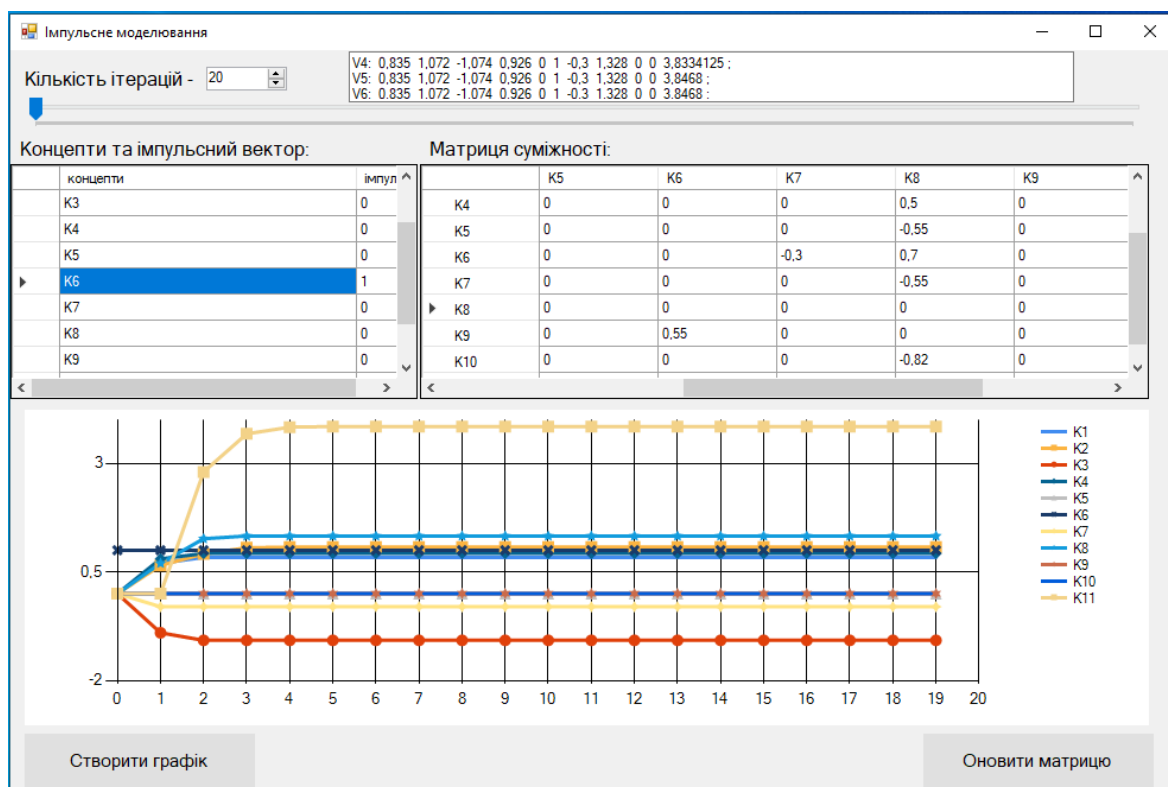 Імпульсне моделювання
Кількість ітерацій - 20
V4: 0,835 1,072 -1,074 0,926 0 1 -0,3 1,328 0 0 3,8334125 ;
V5: 0,835 1,072 -1,074 0,926 0 1 -0,3 1,328 0 0 3,8468 ;
V6: 0.835 1.072 -1.074 0.926 0 1 -0.3 1.328 0 0 3.8468 ;
Концепти та імпульсний вектор:
концепти імпул
K3 0
K4 0
K5 0
K6 1
K7 0
K8 0
K9 0
Матриця суміжності:
K5 K6 K7 K8 K9
K4 0 0 0 0,5 0
K5 0 0 0 -0,55 0
K6 0 0 -0,3 0,7 0
K7 0 0 0 -0,55 0
K8 0 0 0 0 0
K9 0 0,55 0 0 0
K10 0 0 0 -0,82 0
3
0,5
-2
0 1 2 3 4 5 6 7 8 9 10 11 12 13 14 15 16 17 18 19 20
K1
K2
K3
K4
K5
K6
K7
K8
K9
K10
K11
Створити графік
Оновити матрицю